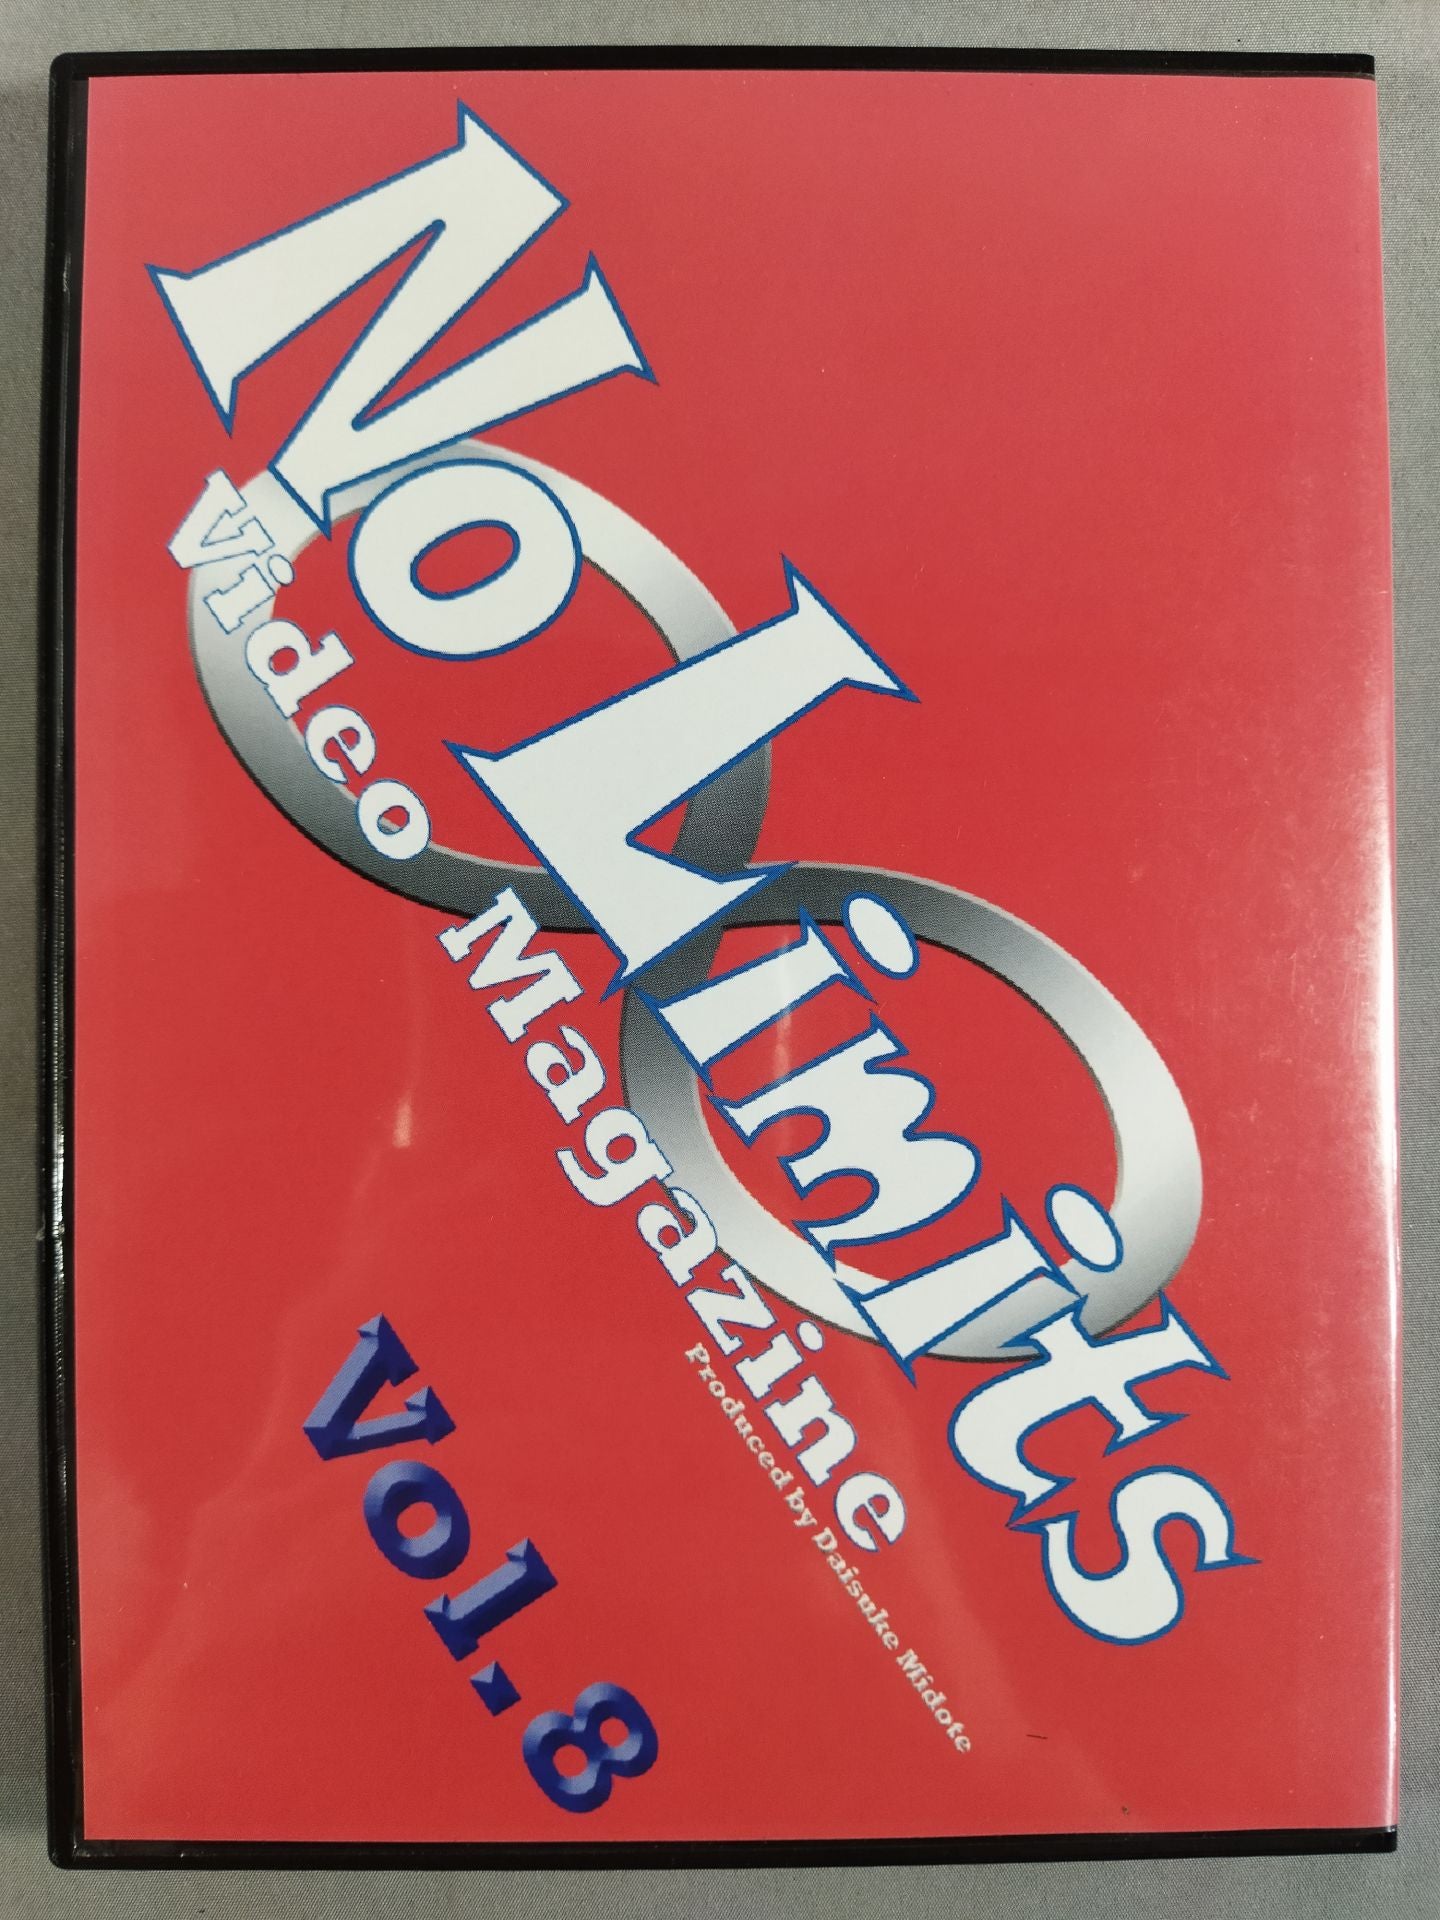 No Limits
Video Magazine
Produced by Daisuke Midote
Vol.8